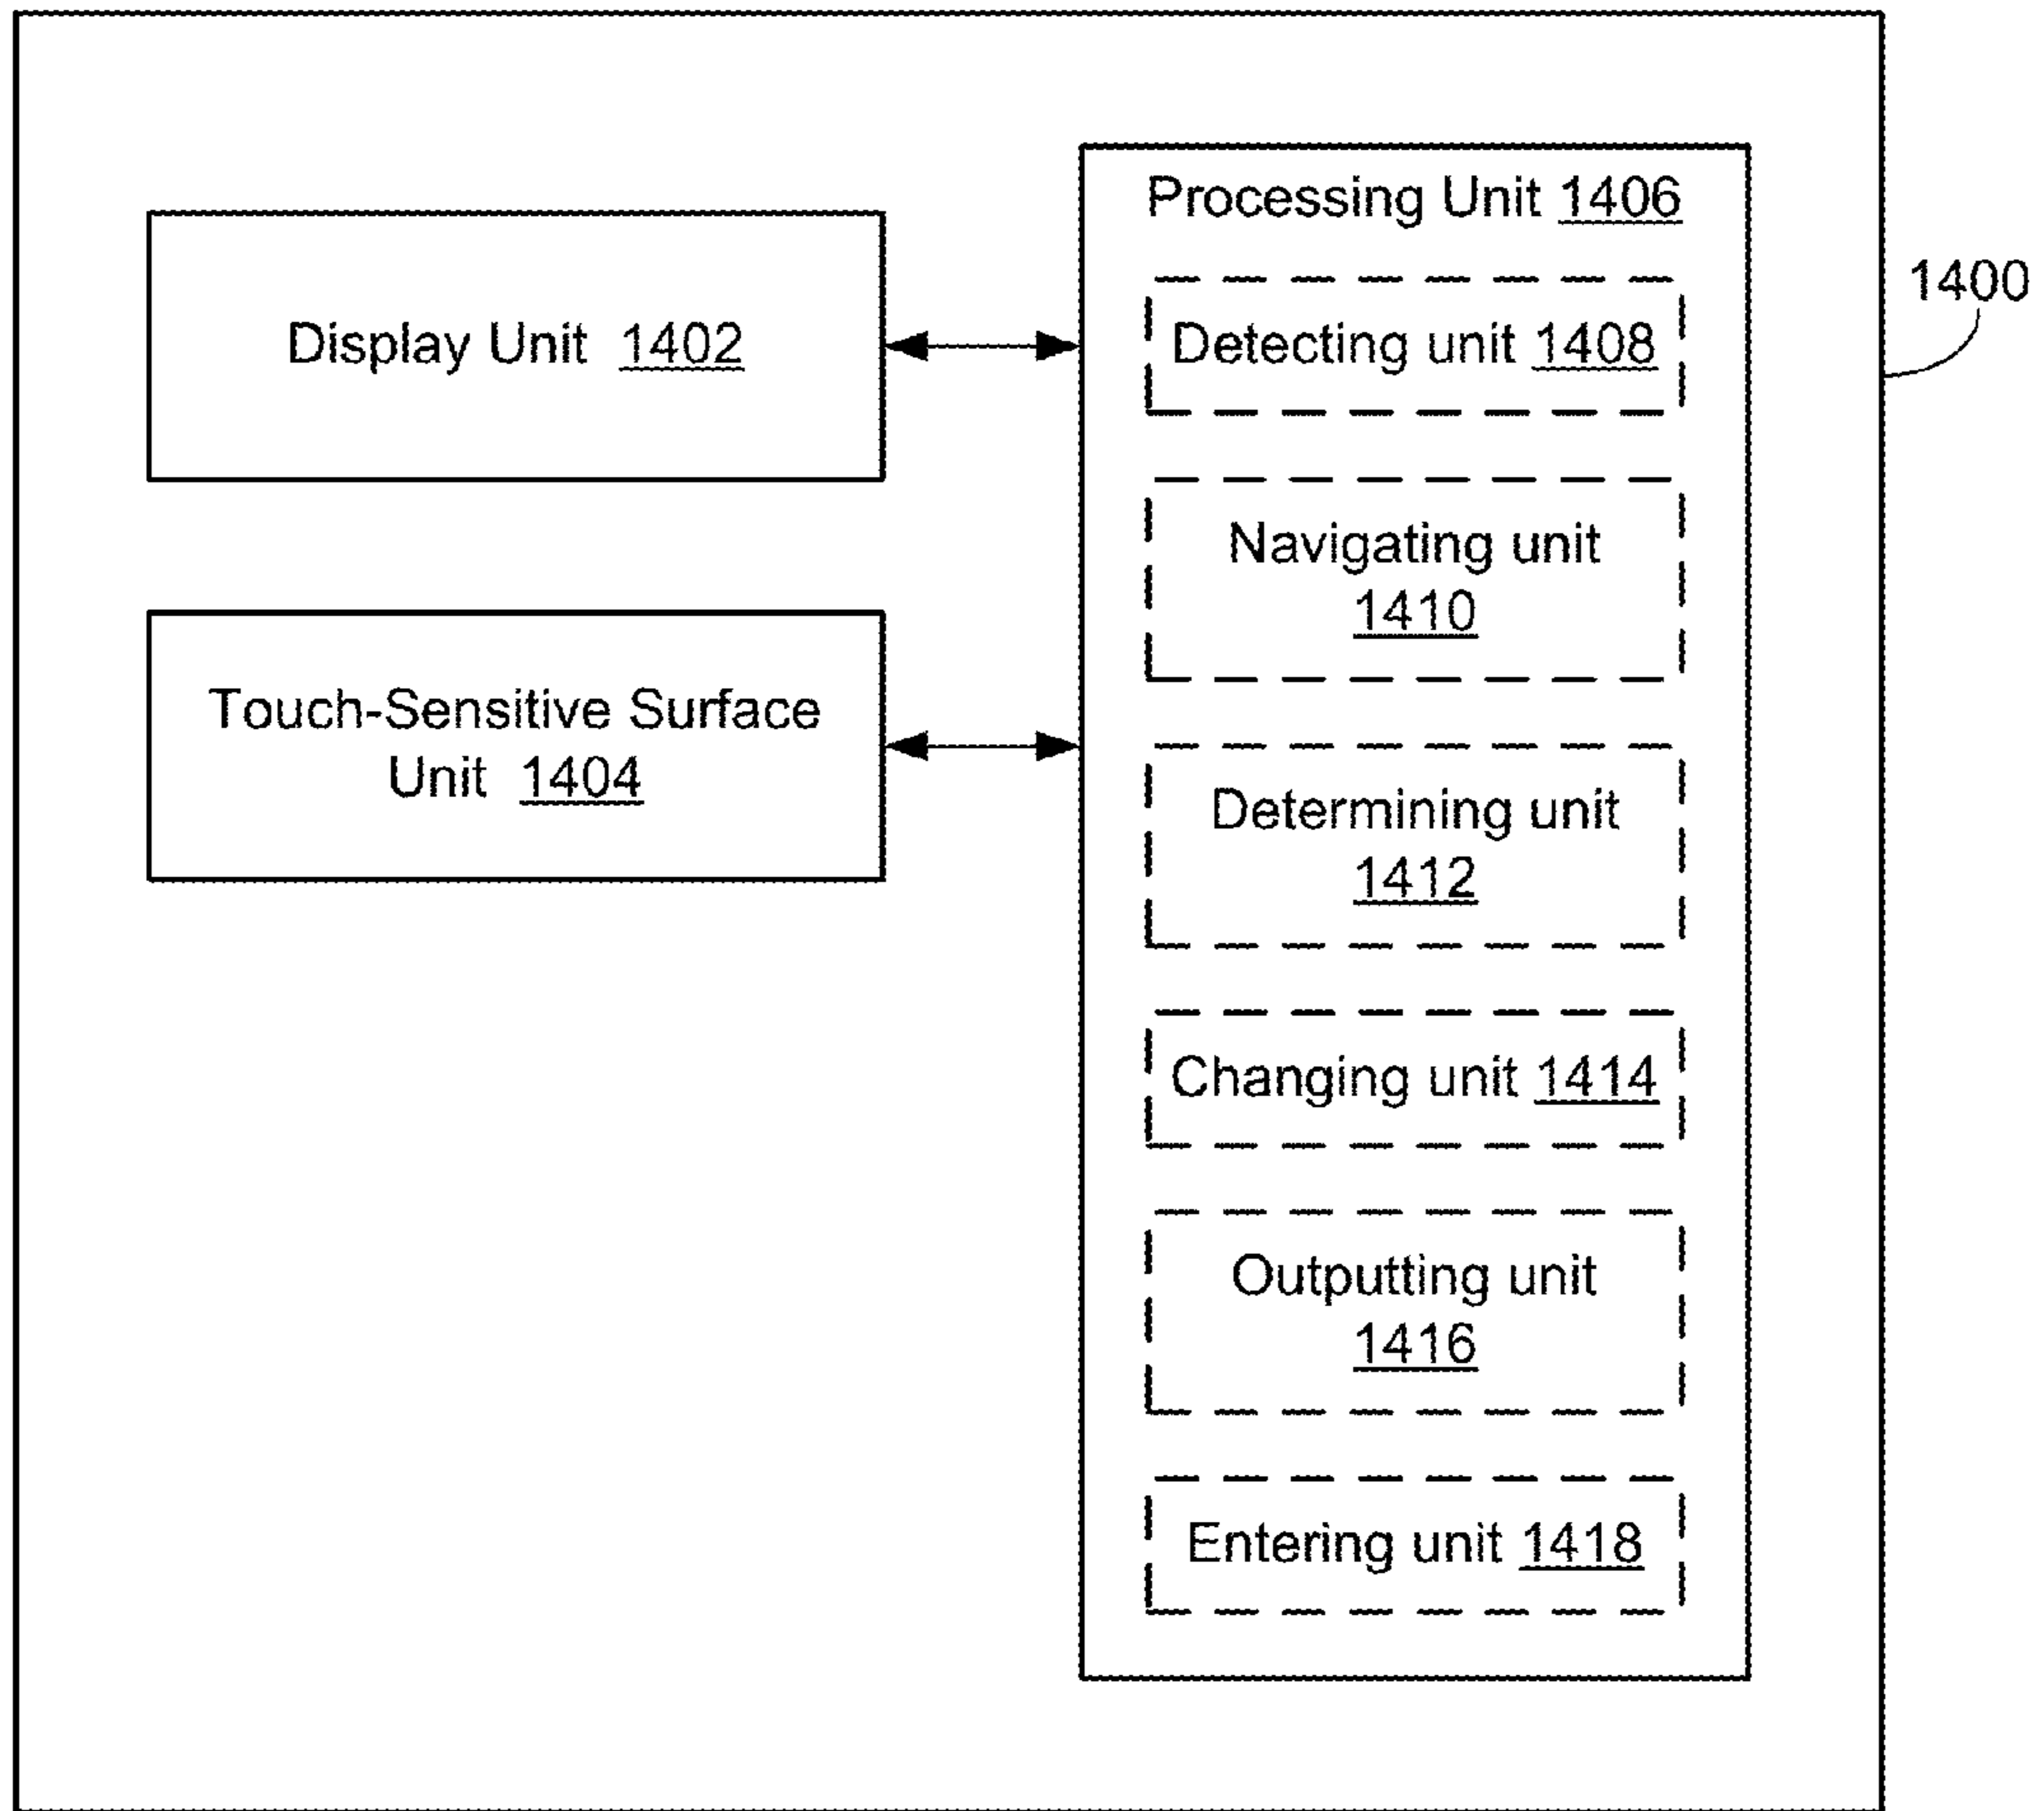 Processing Unit 1406
1400
Display Unit 1402
Detecting unit 1408
Navigating unit
1410
Touch-Sensitive Surface
Unit 1404
Determining unit
1412
Changing unit 1414
Outputting unit
1416
Entering unit 1418